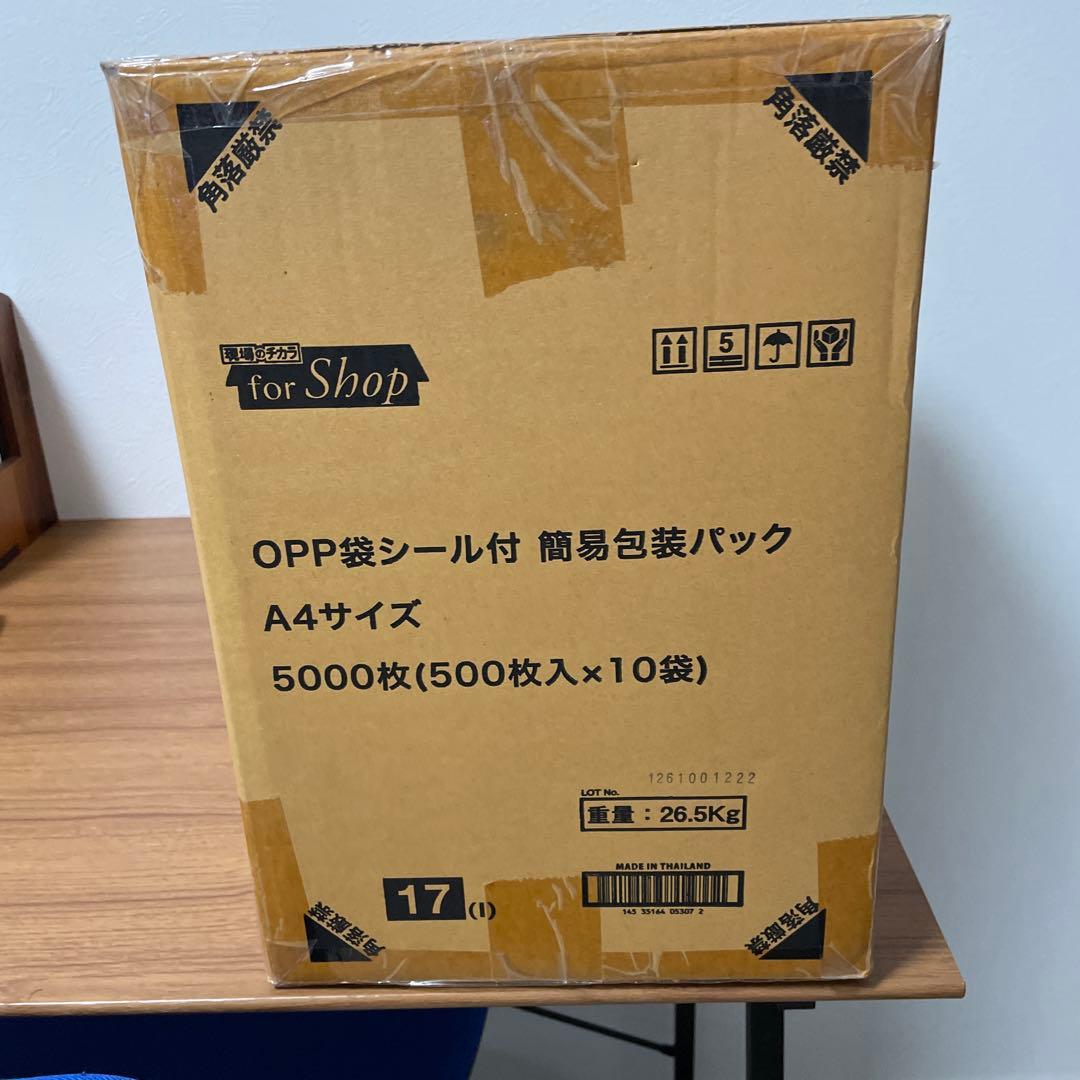 角落厳禁
角落厳禁
現場のチカラ
for Shop
5
OPP袋シール付 簡易包装パック
A4サイズ
5000枚(500枚入×10袋)
1261001222
LOT No.
重量：26.5Kg
MADE IN THAILAND
17(I)
145 35164 05307 2
角落厳禁
角落厳禁